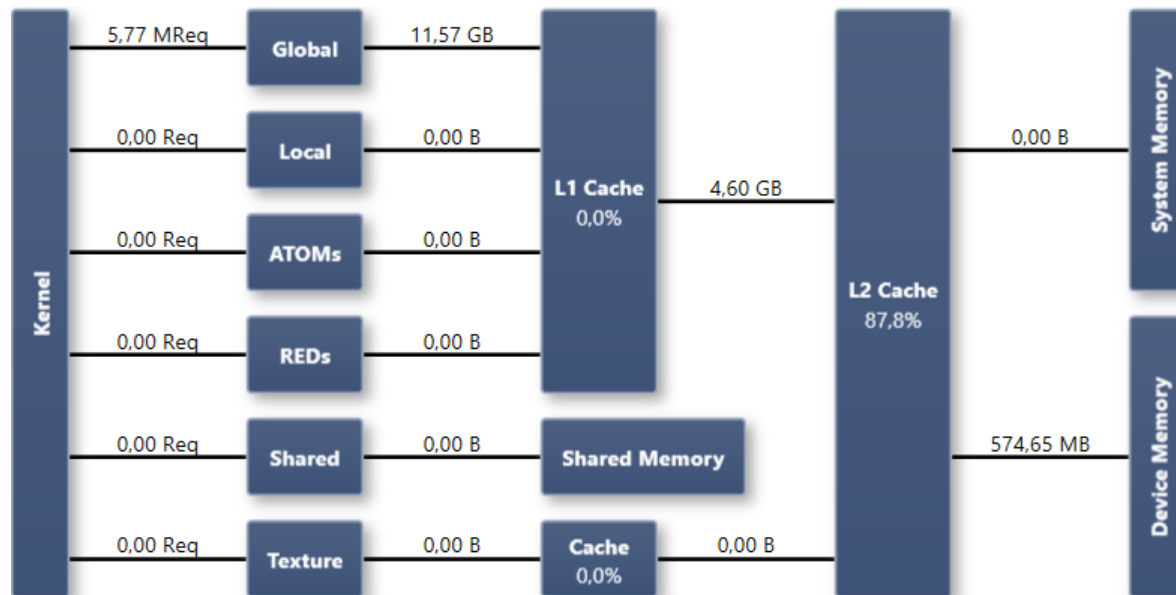 Kernel
5,77 MReq
Global
11,57 GB
0,00 Req
Local
0,00 B
0,00 Req
ATOMs
0,00 B
0,00 Req
REDs
0,00 B
L1 Cache
0,0%
4,60 GB
0,00 Req
Shared
0,00 B
Shared Memory
0,00 Req
Texture
0,00 B
Cache
0,0%
0,00 B
L2 Cache
87,8%
0,00 B
System Memory
574,65 MB
Device Memory